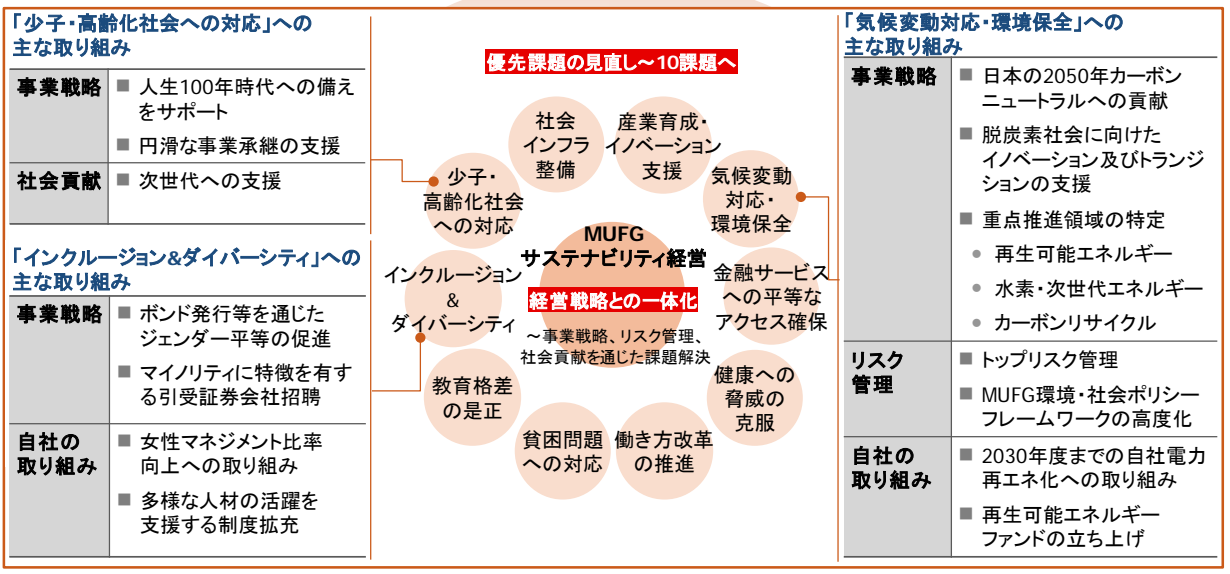 「少子・高齢化社会への対応」への
主な取り組み
事業戦略
■ 人生100年時代への備え
をサポート
■ 円滑な事業承継の支援
社会貢献
■ 次世代への支援
「インクルージョン&ダイバーシティ」への
主な取り組み
事業戦略
■ ボンド発行等を通じた
ジェンダー平等の促進
■ マイノリティに特徴を有す
る引受証券会社招聘
自社の
取り組み
■ 女性マネジメント比率
向上への取り組み
■ 多様な人材の活躍を
支援する制度拡充
優先課題の見直し～10課題へ
社会
インフラ
整備
産業育成・
イノベーション
支援
少子・
高齢化社会
への対応
気候変動
対応・
環境保全
MUFG
サステナビリティ経営
経営戦略との一体化
～事業戦略、リスク管理、
社会貢献を通じた課題解決
インクルージョン
&
ダイバーシティ
金融サービス
への平等な
アクセス確保
教育格差
の是正
健康への
脅威の
克服
貧困問題
への対応
働き方改革
の推進
「気候変動対応・環境保全」への
主な取り組み
事業戦略
■ 日本の2050年カーボン
ニュートラルへの貢献
■ 脱炭素社会に向けた
イノベーション及びトランジ
ションの支援
■ 重点推進領域の特定
● 再生可能エネルギー
● 水素・次世代エネルギー
● カーボンリサイクル
リスク
管理
■ トップリスク管理
■ MUFG環境・社会ポリシー
フレームワークの高度化
自社の
取り組み
■ 2030年度までの自社電力
再エネ化への取り組み
■ 再生可能エネルギー
ファンドの立ち上げ